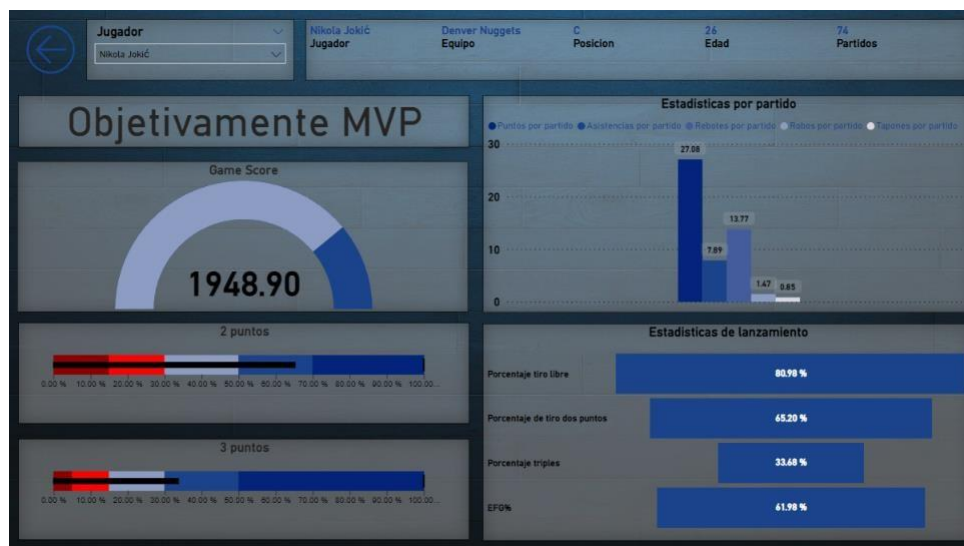 Jugador
Nikola Jokić
Nikola Jokić
Jugador
Denver Nuggets
Equipo
C
Posicion
26
Edad
74
Partidos
Objetivamente MVP
Game Score
1948.90
2 puntos
0.00 % 10.00 % 20.00 % 30.00 % 40.00 % 50.00 % 60.00 % 70.00 % 80.00 % 90.00 % 100.00...
3 puntos
0.00 % 10.00 % 20.00 % 30.00 % 40.00 % 50.00 % 60.00 % 70.00 % 80.00 % 90.00 % 100.00...
Estadisticas por partido
Puntos por partido Asistencias por partido Rebotes por partido Robos por partido Tapones por partido
30
20
10
0
27.08
7.89
13.77
1.47
0.85
Estadisticas de lanzamiento
Porcentaje tiro libre 80.98 %
Porcentaje de tiro dos puntos 65.20 %
Porcentaje triples 33.68 %
EFG% 61.98 %